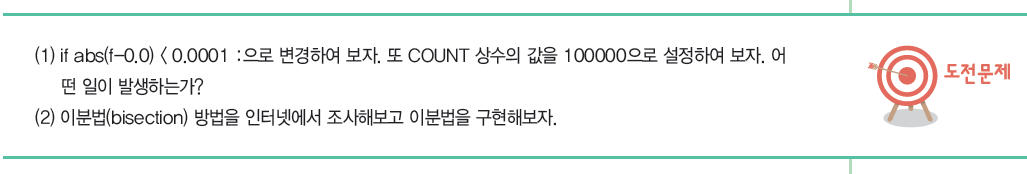 (1) if abs(f-0.0) < 0.0001 :으로 변경하여 보자. 또 COUNT 상수의 값을 100000으로 설정하여 보자. 어
떤 일이 발생하는가?
(2) 이분법(bisection) 방법을 인터넷에서 조사해보고 이분법을 구현해보자.
도전문제